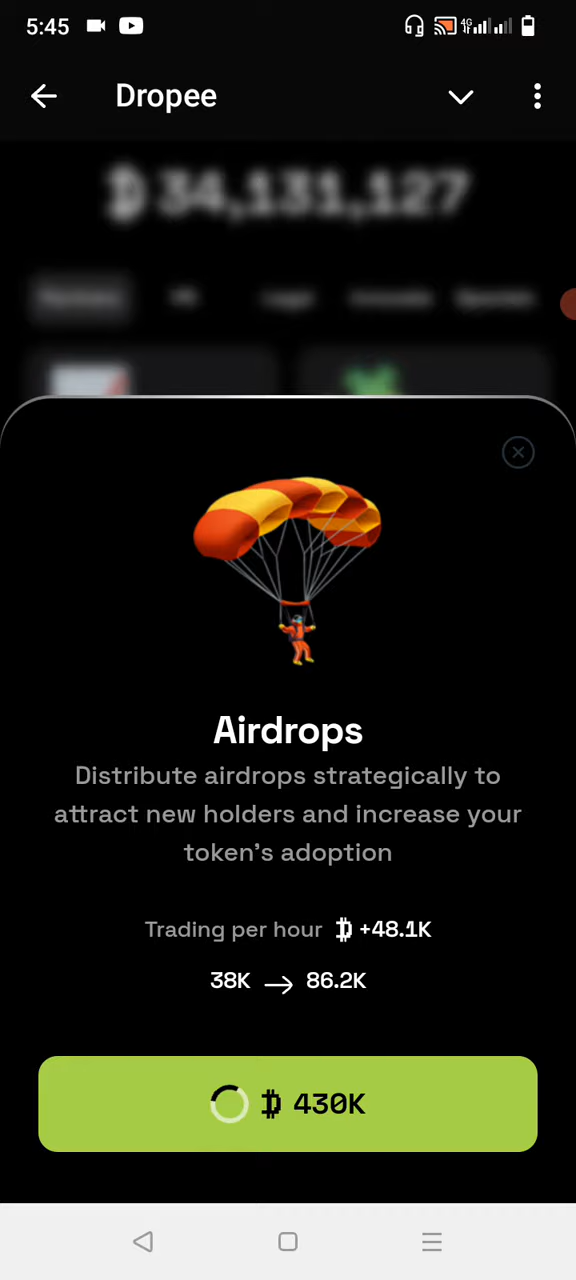 5:45
4G
Dropee
34,131,127
Airdrops
Distribute airdrops strategically to
attract new holders and increase your
token's adoption
Trading per hour +48.1K
38K → 86.2K
430K